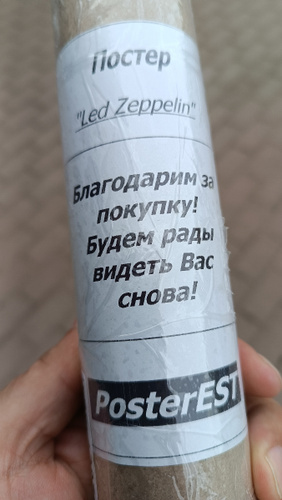 Постер
"Led Zeppelin"
Благодарим за
покупку!
Будем рады
видеть Вас
снова!
PosterEST